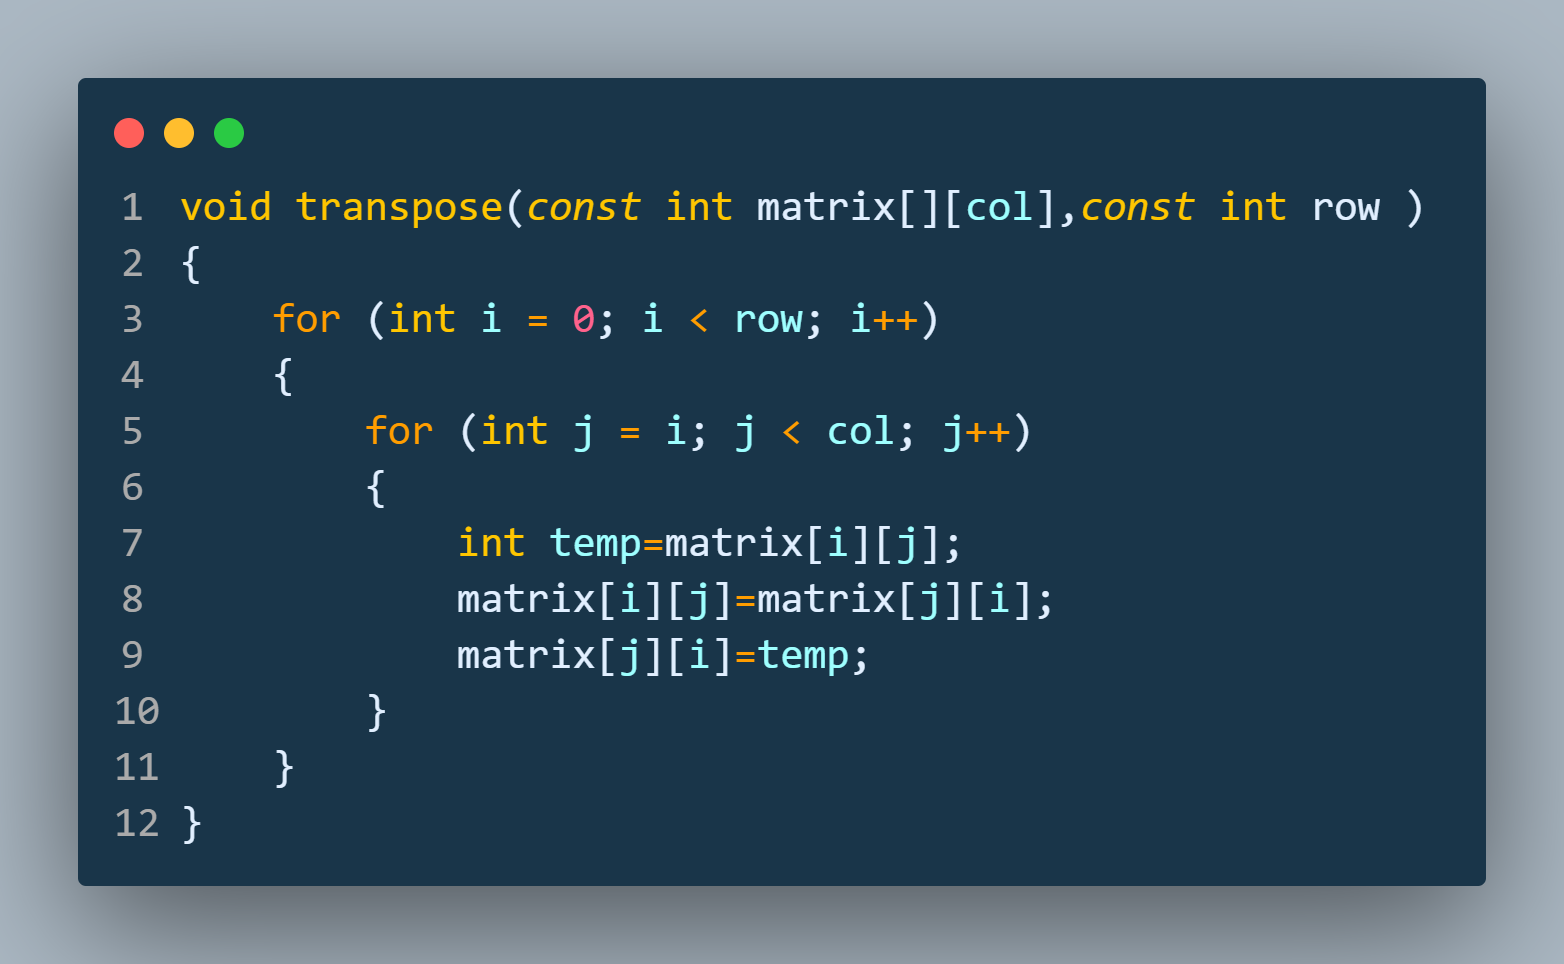 1 void transpose(const int matrix[][col],const int row )
2 {
3     for (int i = 0; i < row; i++)
4     {
5         for (int j = i; j < col; j++)
6         {
7             int temp=matrix[i][j];
8             matrix[i][j]=matrix[j][i];
9             matrix[j][i]=temp;
10         }
11     }
12 }